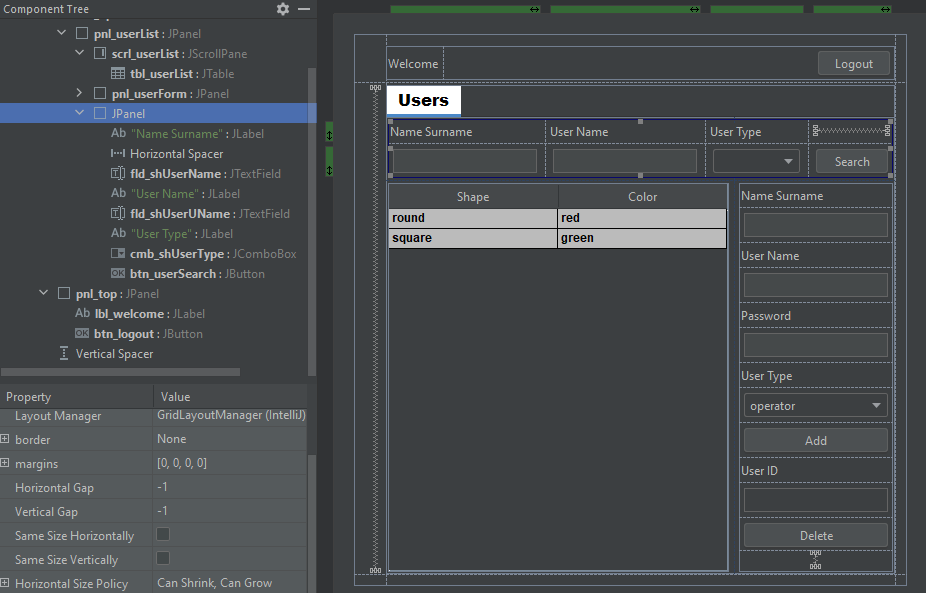 Component Tree
pnl_userList : JPanel
scrl_userList : JScrollPane
tbl_userList : JTable
pnl_userForm : JPanel
JPanel
Ab "Name Surname" : JLabel
Horizontal Spacer
fld_shUserName : JTextField
Ab "User Name" : JLabel
fld_shUserUName : JTextField
Ab "User Type" : JLabel
cmb_shUserType : JComboBox
OK btn_userSearch : JButton
pnl_top : JPanel
Ab lbl_welcome : JLabel
OK btn_logout : JButton
Vertical Spacer
Property Value
Layout Manager GridLayoutManager (IntelliJ)
border None
margins [0, 0, 0, 0]
Horizontal Gap -1
Vertical Gap -1
Same Size Horizontally
Same Size Vertically
Horizontal Size Policy Can Shrink, Can Grow
Welcome Logout
Users
Name Surname User Name User Type
Search
Shape Color
round red
square green
Name Surname
User Name
Password
User Type
operator
Add
User ID
Delete